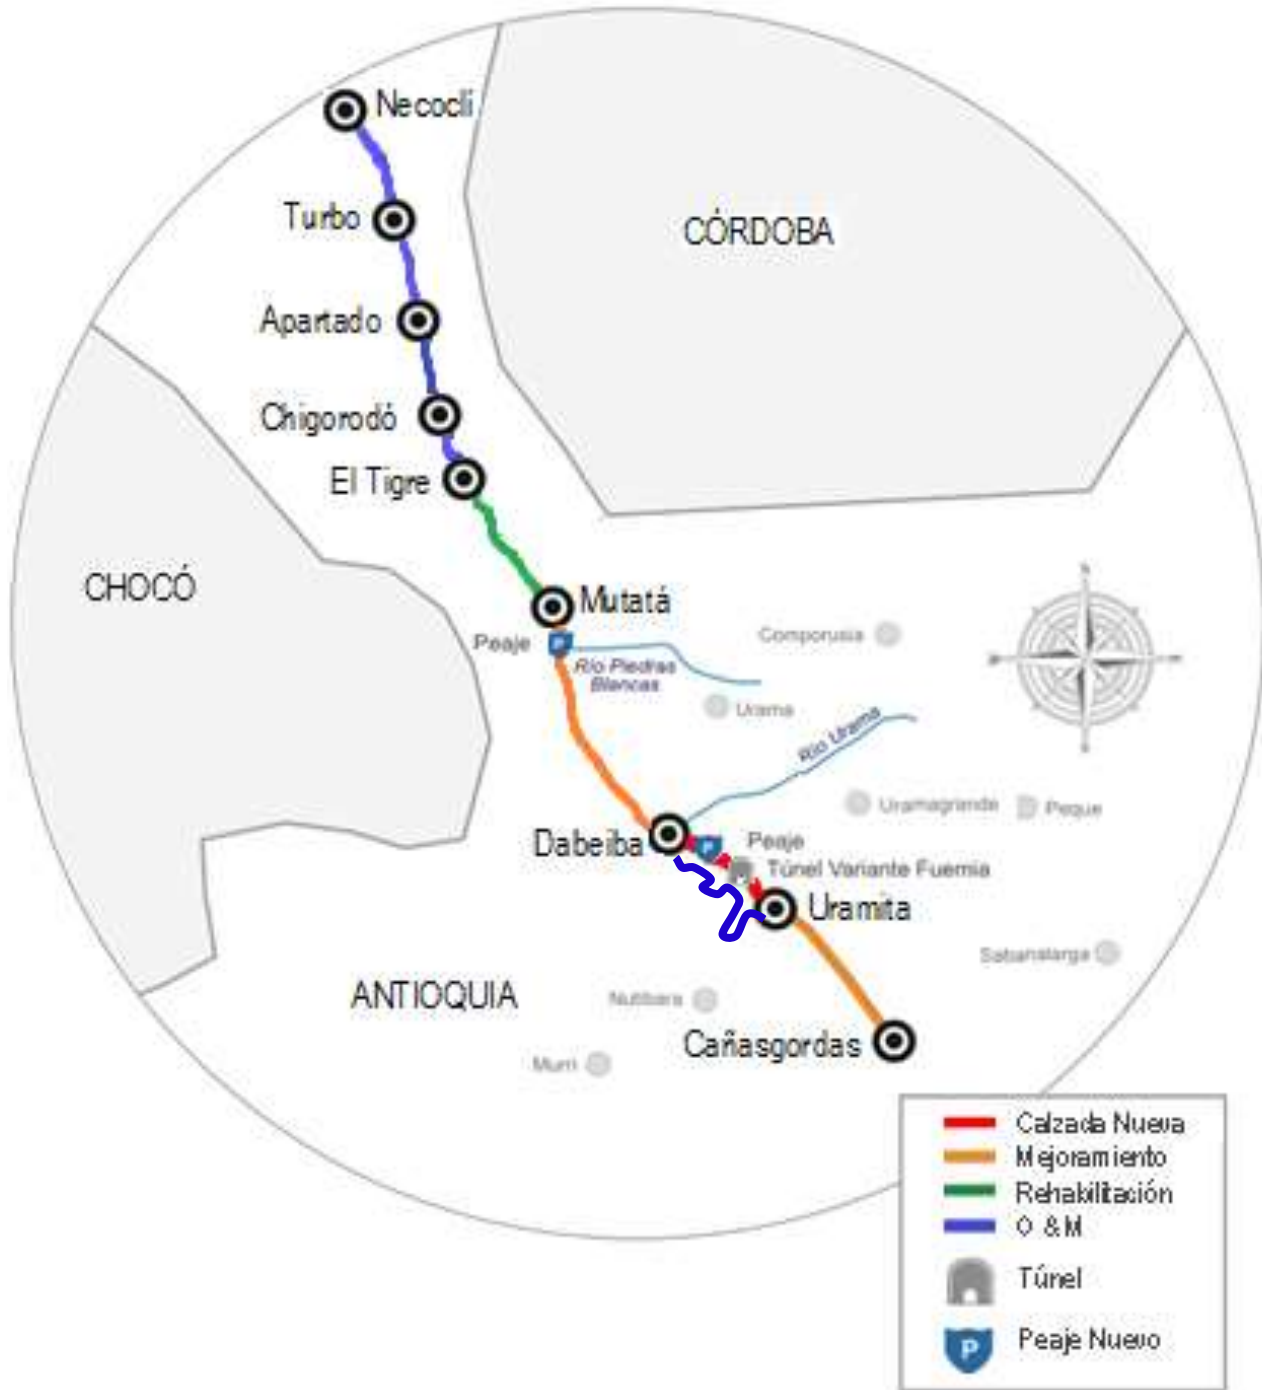 Necoclí
Turbo
CÓRDOBA
Apartado
Chigorodó
El Tigre
CHOCÓ
Mutatá
Peaje
P
Río Piedras
Blancas
Comporusia
Urama
Río Urama
Uramagrande
Peque
Dabeiba
P
Peaje
Túnel Variante Fuemia
Uramita
Sabanalarga
ANTIOQUIA
Nutibara
Cañasgordas
Murri
Calzada Nueva
Mejoramiento
Rehabilitación
O & M
Túnel
P
Peaje Nuevo